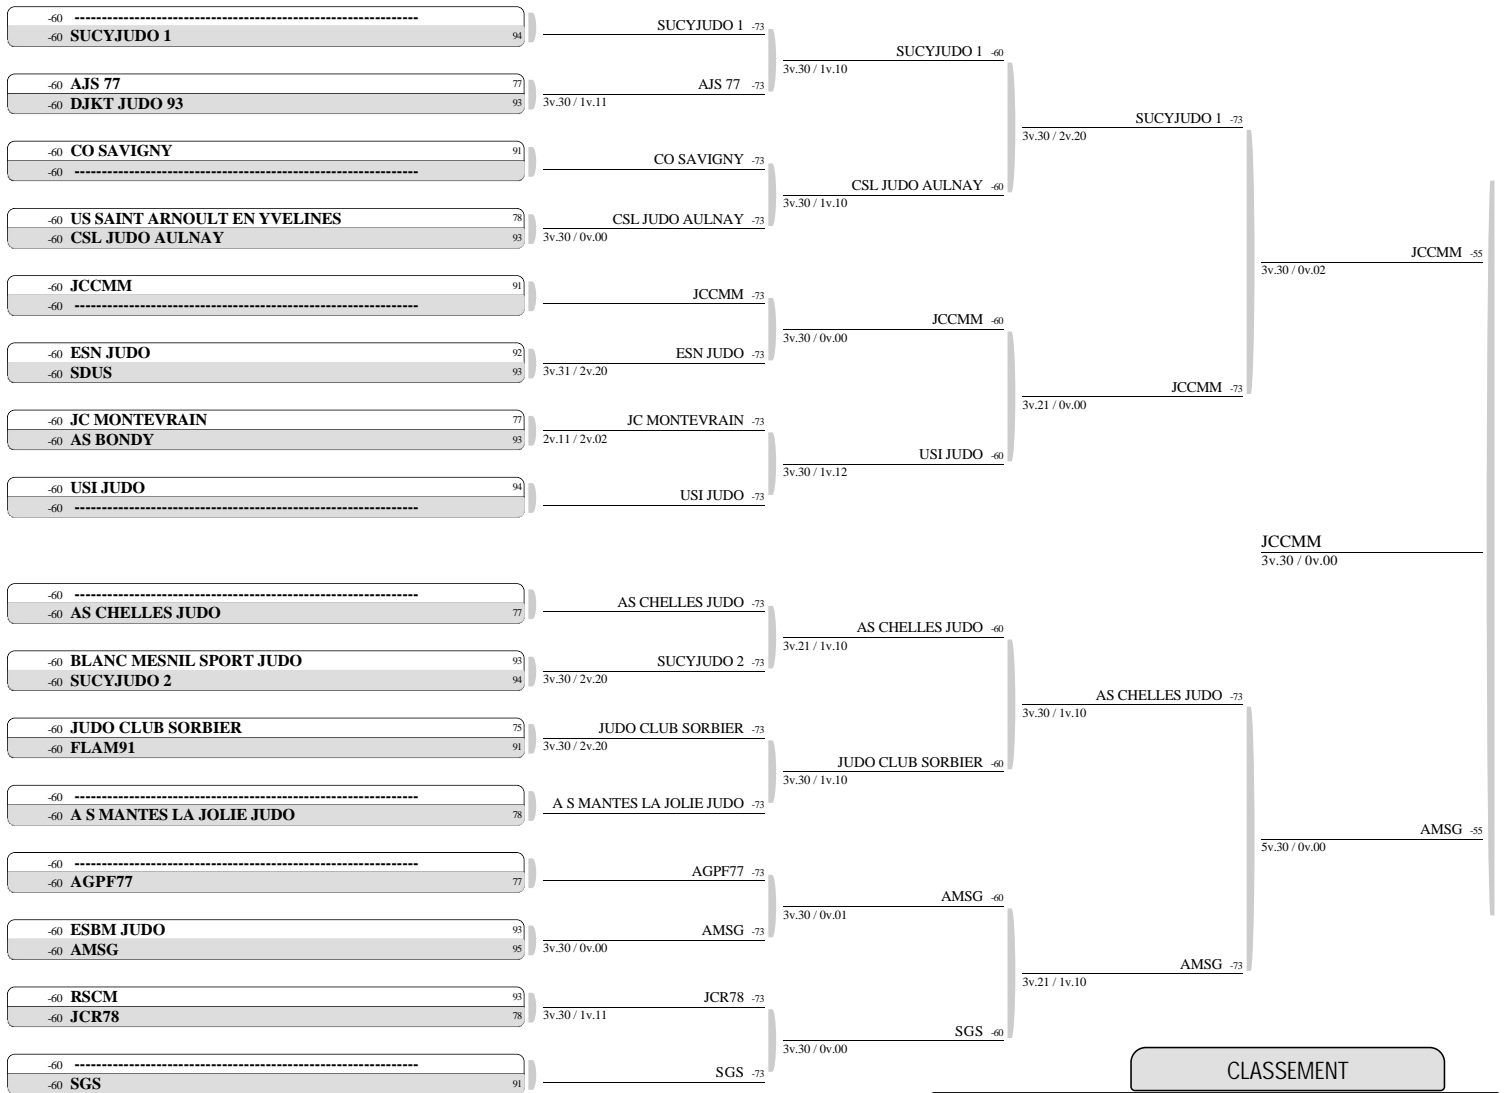 -60 ----------------------------------------------------------------
-60 SUCYJUDO 1 94
-60 AJS 77 77
-60 DJKT JUDO 93 93
-60 CO SAVIGNY 91
-60 ----------------------------------------------------------------
-60 US SAINT ARNOULT EN YVELINES 78
-60 CSL JUDO AULNAY 93
-60 JCCMM 91
-60 ----------------------------------------------------------------
-60 ESN JUDO 92
-60 SDUS 93
-60 JC MONTEVRAIN 77
-60 AS BONDY 93
-60 USI JUDO 94
-60 ----------------------------------------------------------------
-60 ----------------------------------------------------------------
-60 AS CHELLES JUDO 77
-60 BLANC MESNIL SPORT JUDO 93
-60 SUCYJUDO 2 94
-60 JUDO CLUB SORBIER 75
-60 FLAM91 91
-60 ----------------------------------------------------------------
-60 A S MANTES LA JOLIE JUDO 78
-60 ----------------------------------------------------------------
-60 AGPF77 77
-60 ESBM JUDO 93
-60 AMSG 95
-60 RSCM 93
-60 JCR78 78
-60 ----------------------------------------------------------------
-60 SGS 91
SUCYJUDO 1 -73
AJS 77 -73
3v.30 / 1v.11
CO SAVIGNY -73
CSL JUDO AULNAY -73
3v.30 / 0v.00
JCCMM -73
ESN JUDO -73
3v.31 / 2v.20
JC MONTEVRAIN -73
2v.11 / 2v.02
USI JUDO -73
AS CHELLES JUDO -73
SUCYJUDO 2 -73
3v.30 / 2v.20
JUDO CLUB SORBIER -73
3v.30 / 2v.20
A S MANTES LA JOLIE JUDO -73
AGPF77 -73
AMSG -73
3v.30 / 0v.00
JCR78 -73
3v.30 / 1v.11
SGS -73
SUCYJUDO 1 -60
3v.30 / 1v.10
CSL JUDO AULNAY -60
3v.30 / 1v.10
JCCMM -60
3v.30 / 0v.00
USI JUDO -60
3v.30 / 1v.12
AS CHELLES JUDO -60
3v.21 / 1v.10
JUDO CLUB SORBIER -60
3v.30 / 1v.10
AMSG -60
3v.30 / 0v.01
SGS -60
3v.30 / 0v.00
SUCYJUDO 1 -73
3v.30 / 2v.20
JCCMM -73
3v.21 / 0v.00
AS CHELLES JUDO -73
3v.30 / 1v.10
AMSG -73
3v.21 / 1v.10
JCCMM -55
3v.30 / 0v.02
JCCMM
3v.30 / 0v.00
AMSG -55
5v.30 / 0v.00
CLASSEMENT